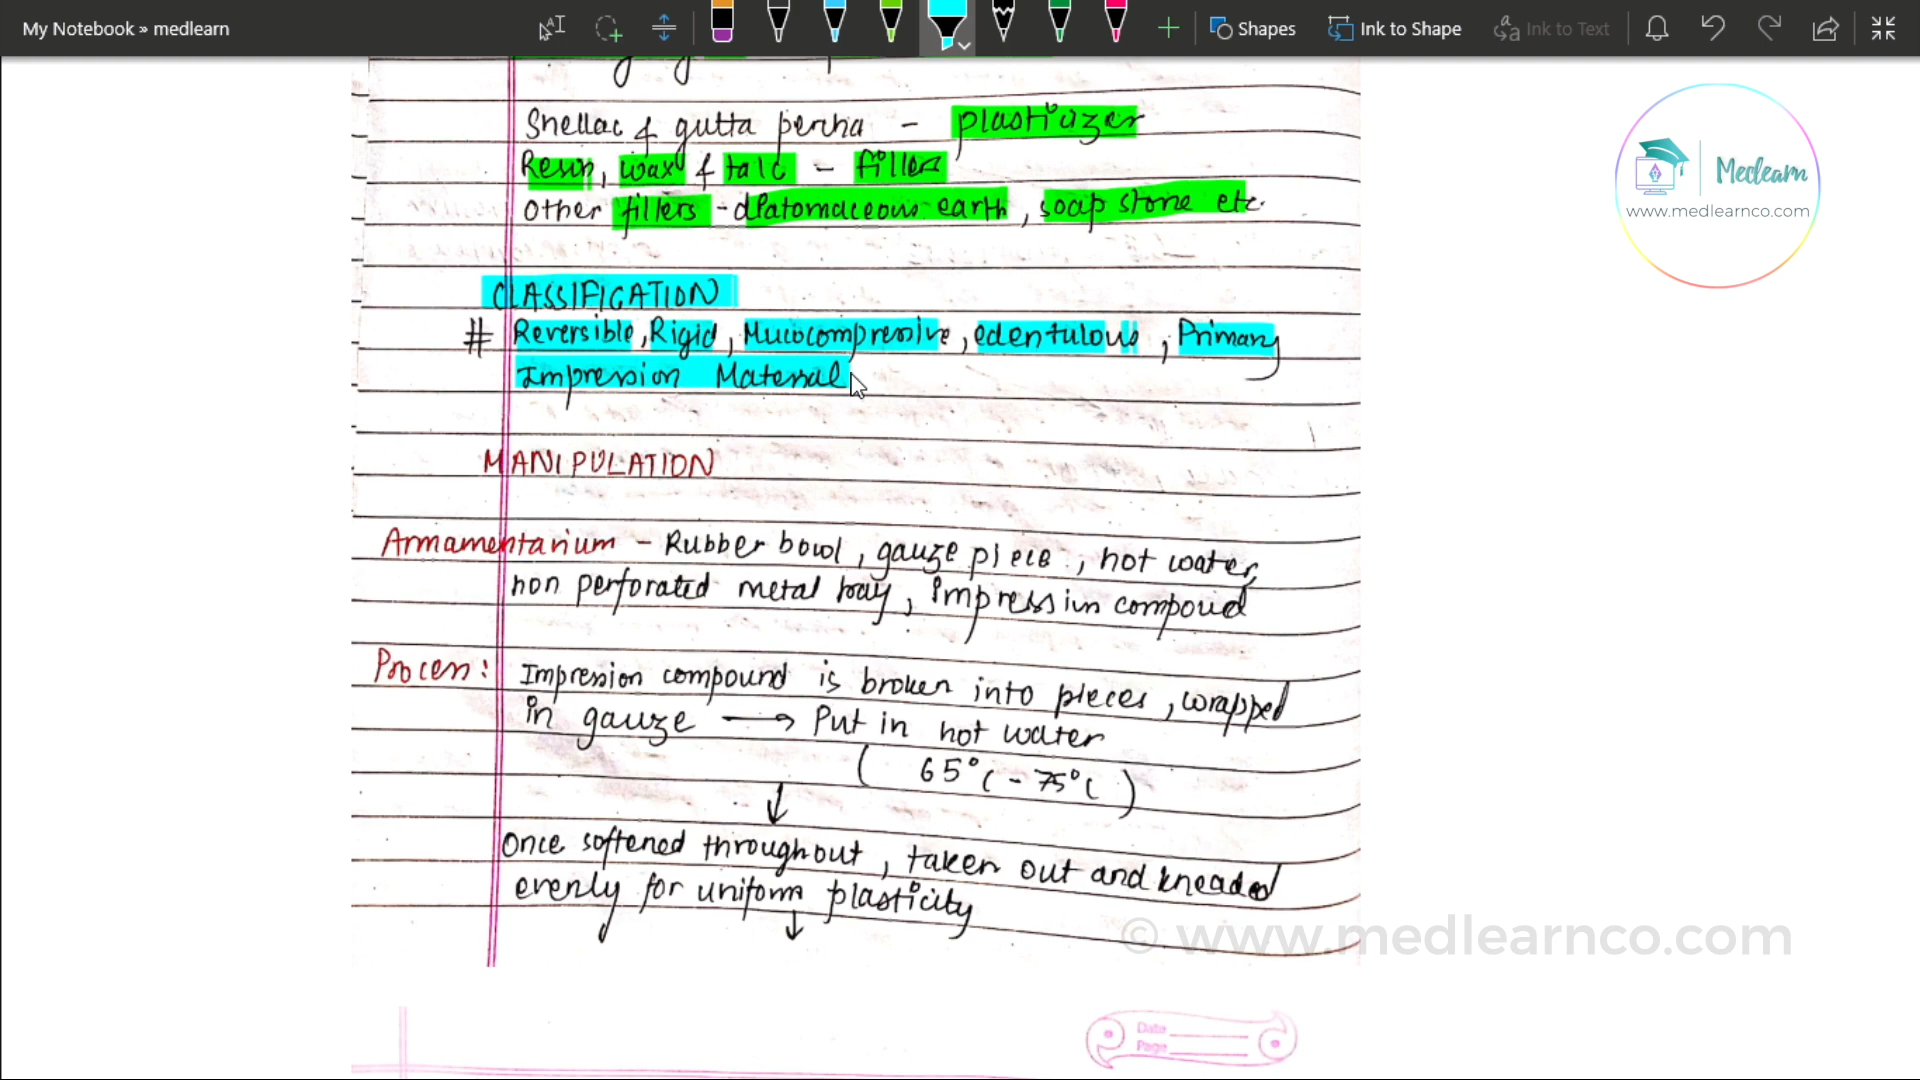 My Notebook » medlearn
Shapes
Ink to Shape
Ink to Text
Shellac & gutta percha - plasticizer
Resin, wax & talc - filler
Other fillers - diatomaceous earth, soap stone etc.
Medlearn
www.medlearnco.com
CLASSIFICATION
# Reversible, Rigid, Mucocompressive, edentulous, Primary
Impression Material
MANIPULATION
Armamentarium - Rubber bowl, gauze piece, hot water,
non perforated metal tray, impression compoud
Process: Impression compound is broken into pieces, wrapped
in gauze → Put in hot water
( 65°C - 75°C )
↓
Once softened throughout, taken out and kneaded
evenly for uniform plasticity
↓
© www.medlearnco.com
Date
Page